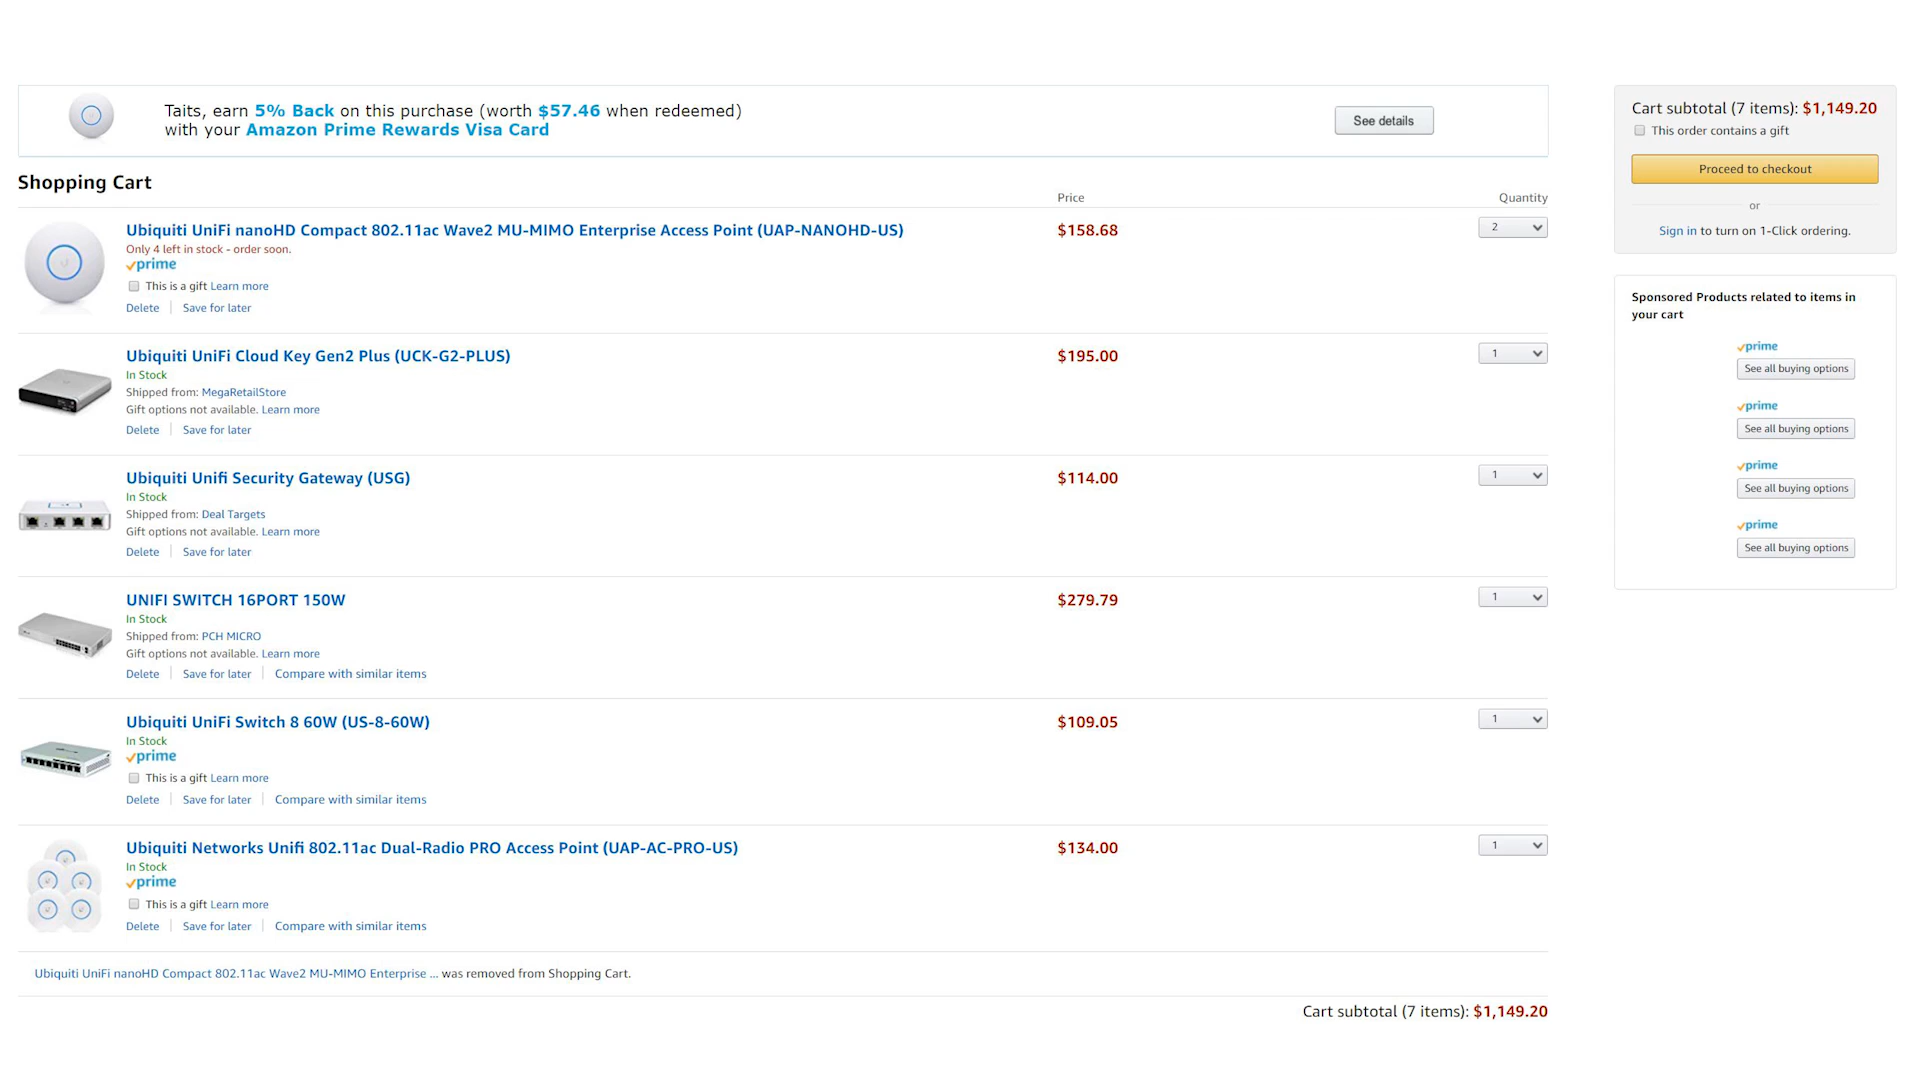 Taits, earn 5% Back on this purchase (worth $57.46 when redeemed)
with your Amazon Prime Rewards Visa Card
See details
Shopping Cart
Price
Quantity
Ubiquiti UniFi nanoHD Compact 802.11ac Wave2 MU-MIMO Enterprise Access Point (UAP-NANOHD-US)
$158.68
2
Only 4 left in stock - order soon.
prime
This is a gift Learn more
Delete
Save for later
Ubiquiti UniFi Cloud Key Gen2 Plus (UCK-G2-PLUS)
$195.00
1
In Stock
Shipped from: MegaRetailStore
Gift options not available. Learn more
Delete
Save for later
Ubiquiti Unifi Security Gateway (USG)
$114.00
1
In Stock
Shipped from: Deal Targets
Gift options not available. Learn more
Delete
Save for later
UNIFI SWITCH 16PORT 150W
$279.79
1
In Stock
Shipped from: PCH MICRO
Gift options not available. Learn more
Delete
Save for later
Compare with similar items
Ubiquiti UniFi Switch 8 60W (US-8-60W)
$109.05
1
In Stock
prime
This is a gift Learn more
Delete
Save for later
Compare with similar items
Ubiquiti Networks Unifi 802.11ac Dual-Radio PRO Access Point (UAP-AC-PRO-US)
$134.00
1
In Stock
prime
This is a gift Learn more
Delete
Save for later
Compare with similar items
Ubiquiti UniFi nanoHD Compact 802.11ac Wave2 MU-MIMO Enterprise ... was removed from Shopping Cart.
Cart subtotal (7 items): $1,149.20
Cart subtotal (7 items): $1,149.20
This order contains a gift
Proceed to checkout
or
Sign in to turn on 1-Click ordering.
Sponsored Products related to items in
your cart
prime
See all buying options
prime
See all buying options
prime
See all buying options
prime
See all buying options